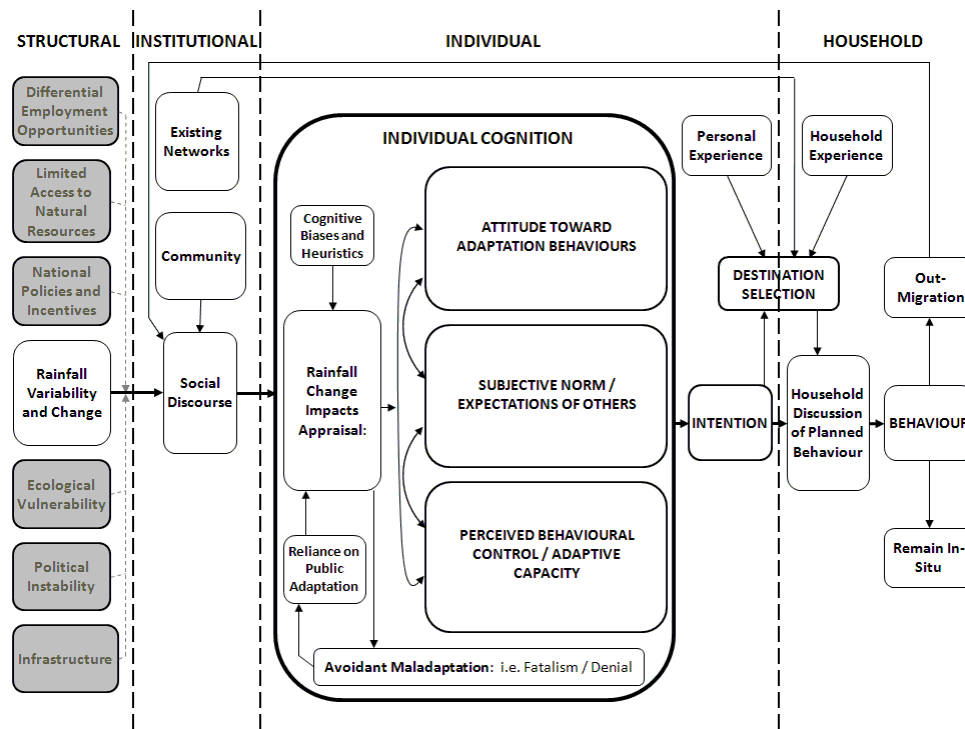 STRUCTURAL
INSTITUTIONAL
INDIVIDUAL
HOUSEHOLD
Differential
Employment
Opportunities
Limited
Access to
Natural
Resources
National
Policies and
Incentives
Rainfall
Variability
and Change
Ecological
Vulnerability
Political
Instability
Infrastructure
Existing
Networks
Community
Social
Discourse
INDIVIDUAL COGNITION
Cognitive
Biases and
Heuristics
Rainfall
Change
Impacts
Appraisal:
Reliance on
Public
Adaptation
ATTITUDE TOWARD
ADAPTATION BEHAVIOURS
SUBJECTIVE NORM /
EXPECTATIONS OF OTHERS
PERCEIVED BEHAVIOURAL
CONTROL / ADAPTIVE
CAPACITY
Avoidant Maladaptation: i.e. Fatalism / Denial
Personal
Experience
Household
Experience
DESTINATION
SELECTION
INTENTION
Household
Discussion
of Planned
Behaviour
Out-
Migration
BEHAVIOUR
Remain In-
Situ